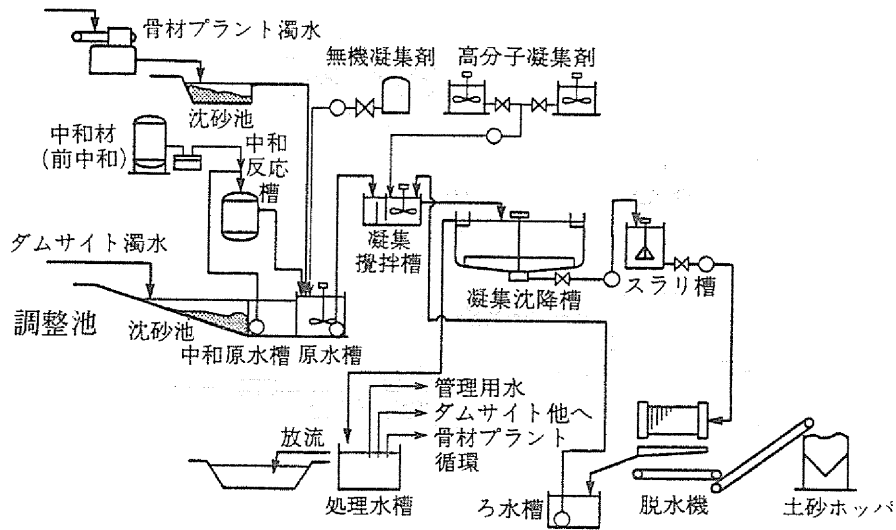 骨材プラント濁水
無機凝集剤
高分子凝集剤
沈砂池
中和材
(前中和)
中和
反応
槽
凝集
攪拌槽
ダムサイト濁水
凝集沈降槽
スラリ槽
調整池
沈砂池
中和原水槽
原水槽
管理用水
ダムサイト他へ
骨材プラント
循環
放流
処理水槽
ろ水槽
脱水機
土砂ホッパ